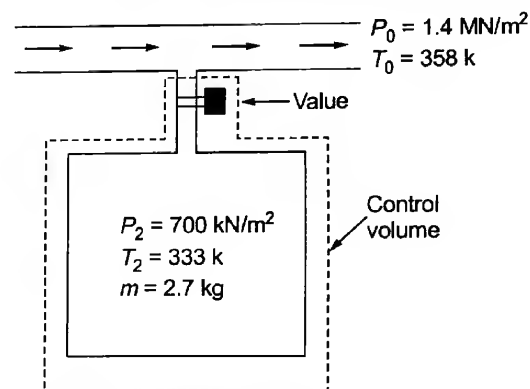 P₀ = 1.4 MN/m²
T₀ = 358 k
Value
Control
volume
P₂ = 700 kN/m²
T₂ = 333 k
m = 2.7 kg